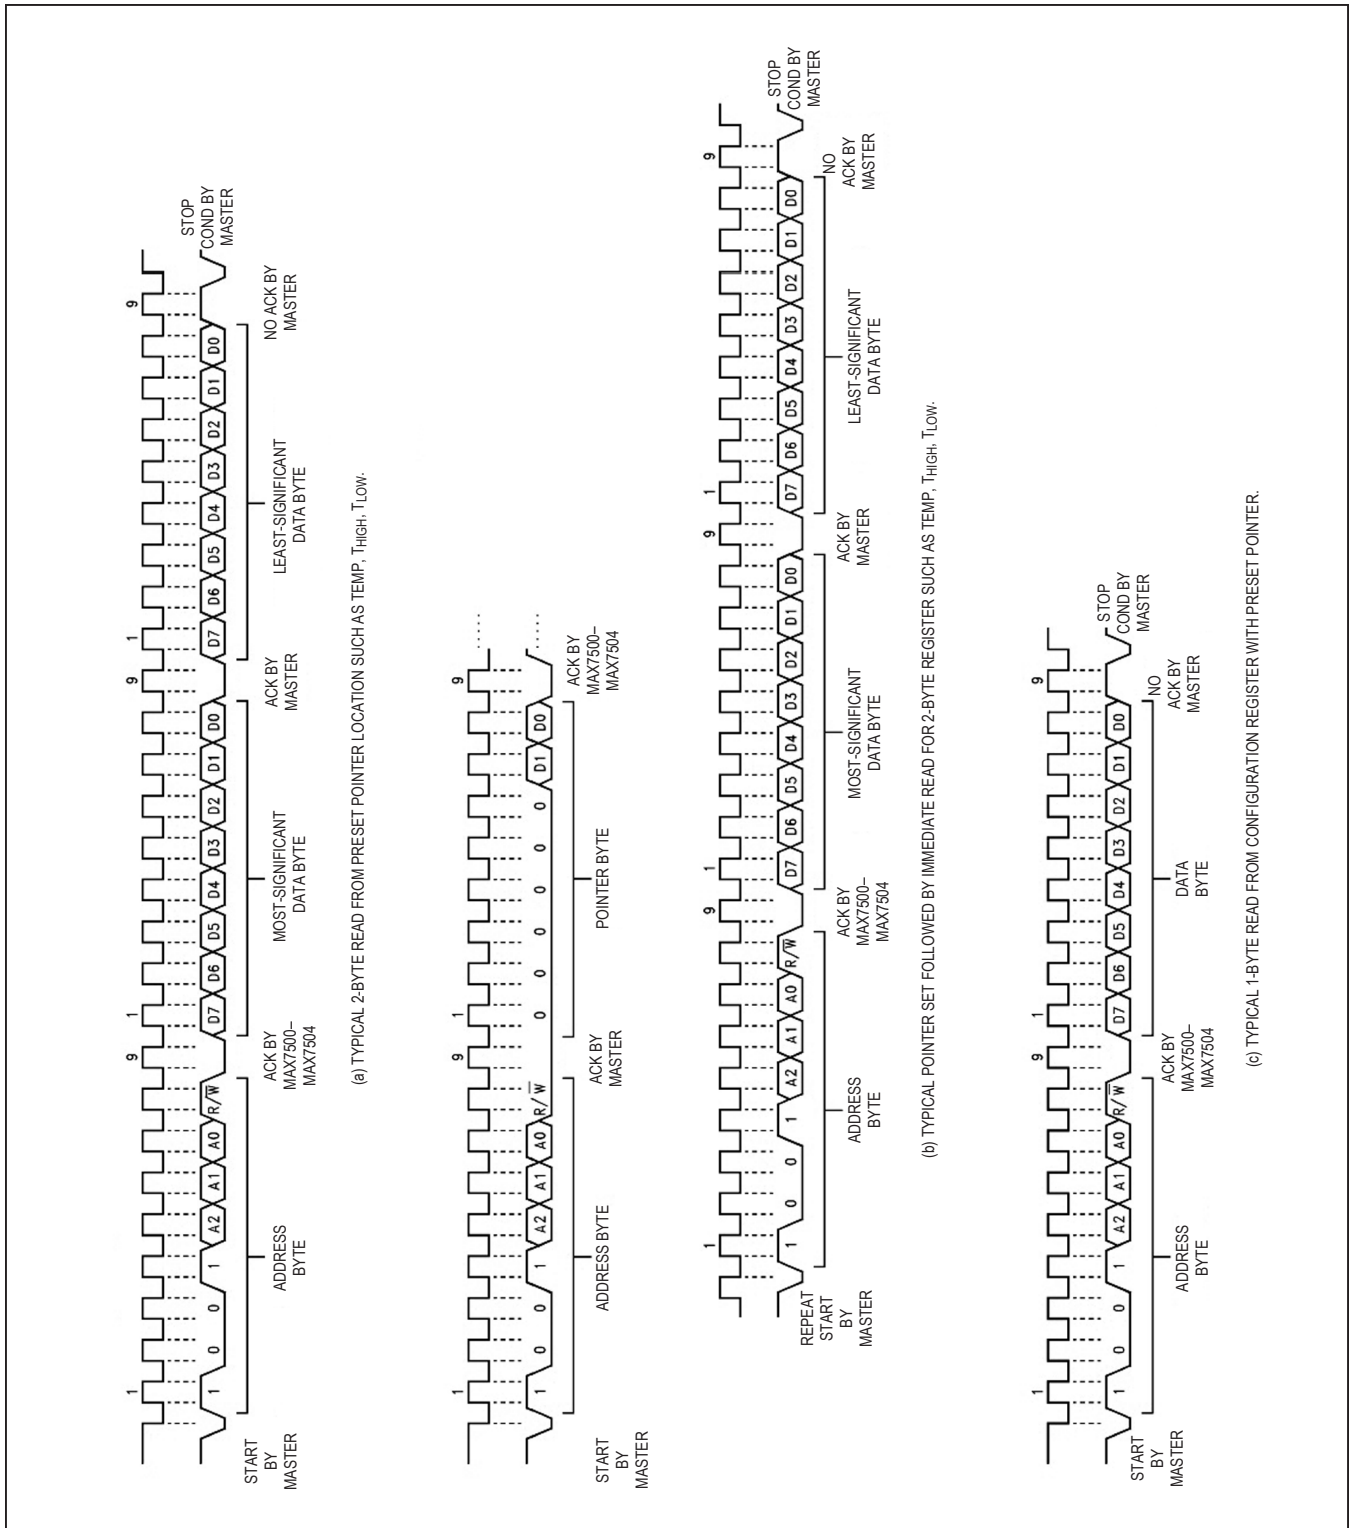 1 9 1 9 1 9
1 0 0 1 A2 A1 A0 R/W̅ D7 D6 D5 D4 D3 D2 D1 D0 D7 D6 D5 D4 D3 D2 D1 D0
START
BY
MASTER
ADDRESS
BYTE
ACK BY
MAX7500–
MAX7504
MOST-SIGNIFICANT
DATA BYTE
ACK BY
MASTER
LEAST-SIGNIFICANT
DATA BYTE
NO ACK BY
MASTER
STOP
COND BY
MASTER
(a) TYPICAL 2-BYTE READ FROM PRESET POINTER LOCATION SUCH AS TEMP, THIGH, TLOW.
1 9 1 9
1 0 0 1 A2 A1 A0 R/W̅ 0 0 0 0 0 0 D1 D0
START
BY
MASTER
ADDRESS BYTE
ACK BY
MASTER
POINTER BYTE
ACK BY
MAX7500–
MAX7504
1 9 1 9 1 9
1 0 0 1 A2 A1 A0 R/W̅ D7 D6 D5 D4 D3 D2 D1 D0 D7 D6 D5 D4 D3 D2 D1 D0
REPEAT
START
BY
MASTER
ADDRESS
BYTE
ACK BY
MAX7500–
MAX7504
MOST-SIGNIFICANT
DATA BYTE
ACK BY
MASTER
LEAST-SIGNIFICANT
DATA BYTE
NO
ACK BY
MASTER
STOP
COND BY
MASTER
(b) TYPICAL POINTER SET FOLLOWED BY IMMEDIATE READ FOR 2-BYTE REGISTER SUCH AS TEMP, THIGH, TLOW.
1 9 1 9
1 0 0 1 A2 A1 A0 R/W̅ D7 D6 D5 D4 D3 D2 D1 D0
START
BY
MASTER
ADDRESS
BYTE
ACK BY
MAX7500–
MAX7504
DATA
BYTE
NO
ACK BY
MASTER
STOP
COND BY
MASTER
(c) TYPICAL 1-BYTE READ FROM CONFIGURATION REGISTER WITH PRESET POINTER.